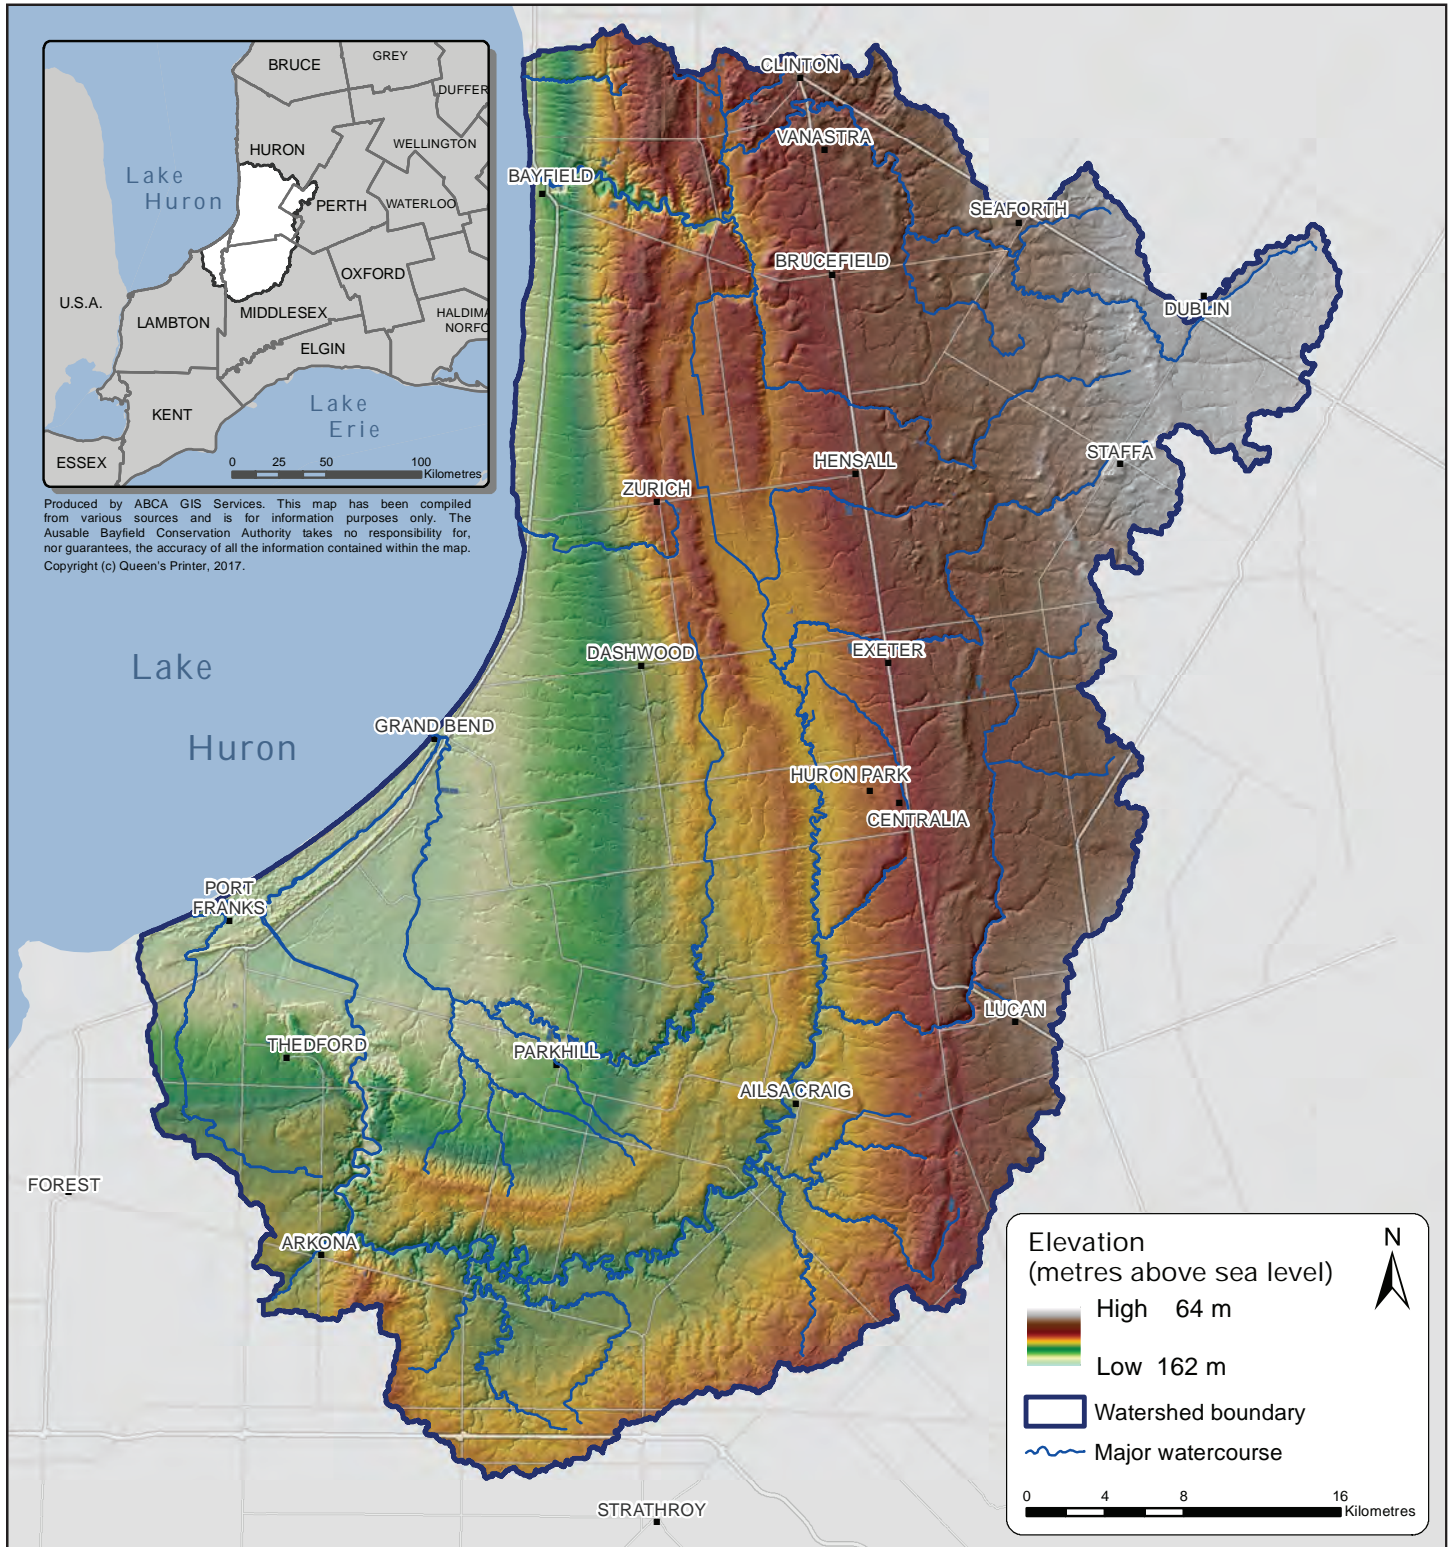 BRUCE
GREY
DUFFER
WELLINGTON
HURON
Lake
Huron
PERTH
WATERLOO
OXFORD
U.S.A.
MIDDLESEX
LAMBTON
HALDIMA
NORFO
ELGIN
KENT
Lake
Erie
ESSEX
0 25 50 100
Kilometres
Produced by ABCA GIS Services. This map has been compiled
from various sources and is for information purposes only. The
Ausable Bayfield Conservation Authority takes no responsibility for,
nor guarantees, the accuracy of all the information contained within the map.
Copyright (c) Queen's Printer, 2017.
CLINTON
VANASTRA
BAYFIELD
SEAFORTH
BRUCEFIELD
DUBLIN
STAFFA
HENSALL
ZURICH
DASHWOOD
EXETER
Lake
Huron
GRAND BEND
HURON PARK
CENTRALIA
PORT
FRANKS
LUCAN
THEDFORD
PARKHILL
AILSA CRAIG
FOREST
ARKONA
STRATHROY
Elevation
(metres above sea level)
N
High 64 m
Low 162 m
Watershed boundary
Major watercourse
0 4 8 16
Kilometres